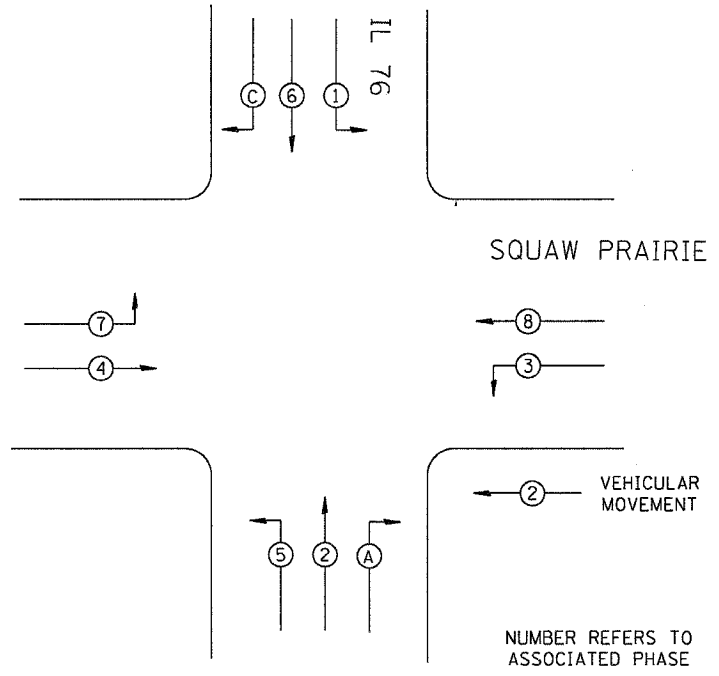 IL 76
C 6 1
SQUAW PRAIRIE
7 8
4 3
2 VEHICULAR
MOVEMENT
5 2 A
NUMBER REFERS TO
ASSOCIATED PHASE